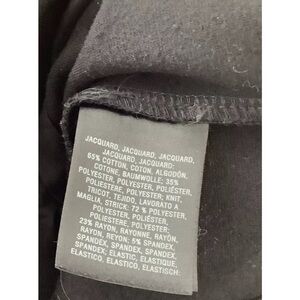 JACQUARD, JACQUARD, JACQUARD,
JACQUARD, JACQUARD:
65% COTTON, COTON, ALGODÓN,
COTONE, BAUMWOLLE; 35%
POLYESTER, POLYESTER, POLIÉSTER,
POLIESTERE, POLYESTER; KNIT,
TRICOT, TEJIDO, LAVORATO A
MAGLIA, STRICK: 72 % POLYESTER,
POLYESTER, POLIÉSTER,
POLIESTERE, POLYESTER;
23% RAYON, RAYONNE, RAYÓN,
RAYON, REYON; 5% SPANDEX,
SPANDEX, SPANDEX, SPANDEX,
SPANDEX; ELASTIC, ELASTIQUE,
ELASTICO, ELASTICO, ELASTISCH: